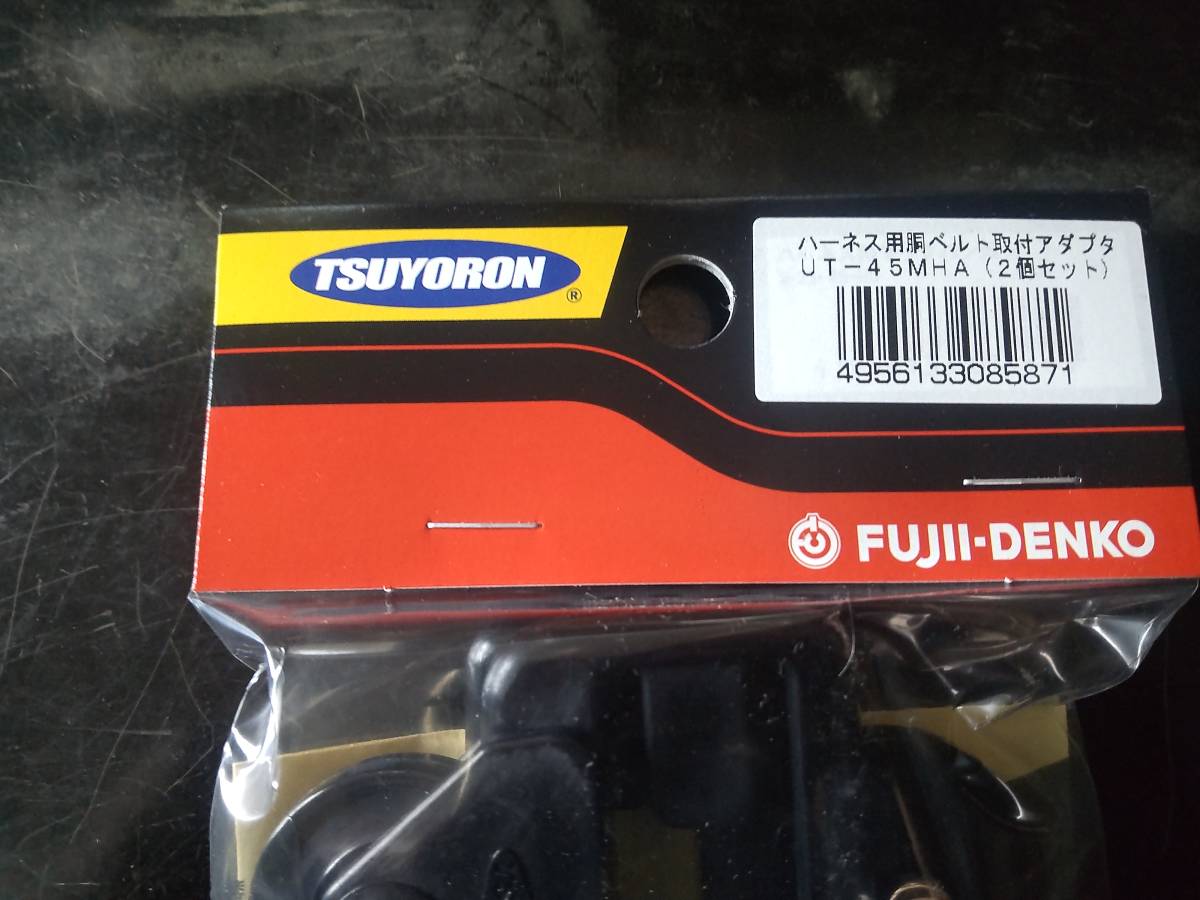 TSUYORON
®
ハーネス用胴ベルト取付アダプタ
UT-45MHA(2個セット)
4956133085871
FUJII-DENKO